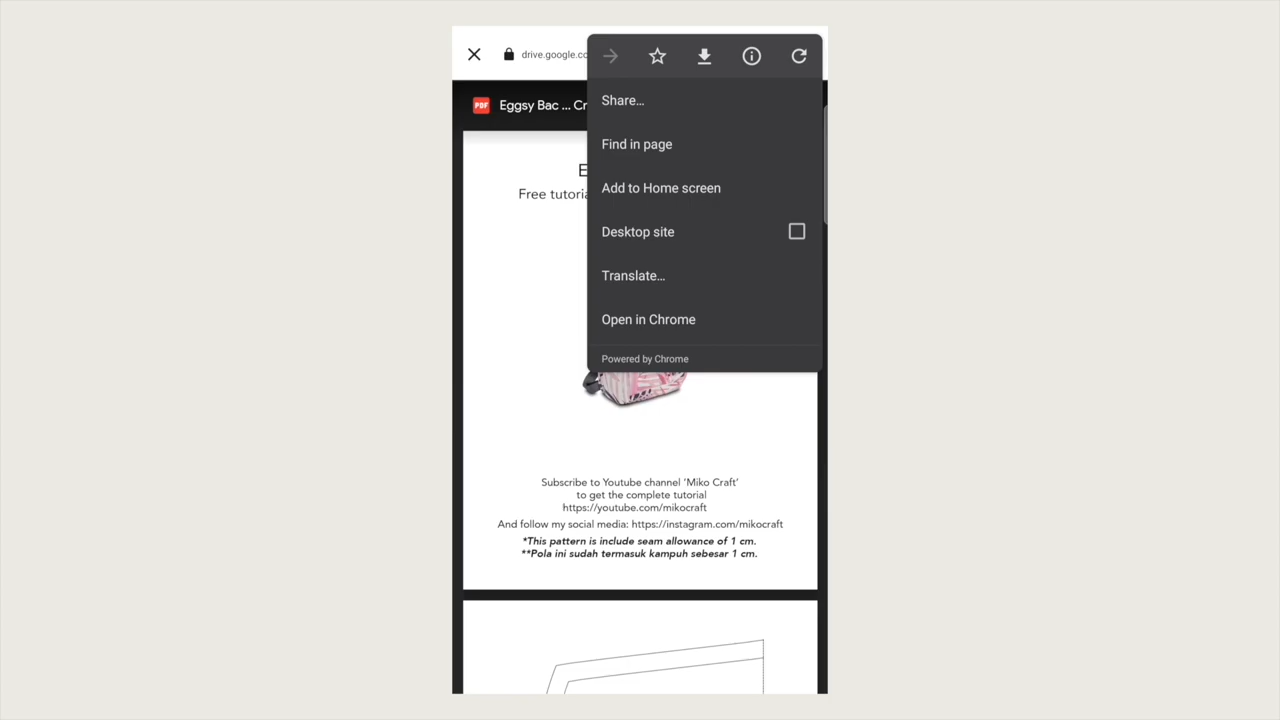 drive.google.co
PDF
Eggsy Bac ... Cr
Share...
Find in page
Add to Home screen
Desktop site
Translate...
Open in Chrome
Powered by Chrome
E
Free tutoria
Subscribe to Youtube channel 'Miko Craft'
to get the complete tutorial
https://youtube.com/mikocraft
And follow my social media: https://instagram.com/mikocraft
*This pattern is include seam allowance of 1 cm.
**Pola ini sudah termasuk kampuh sebesar 1 cm.